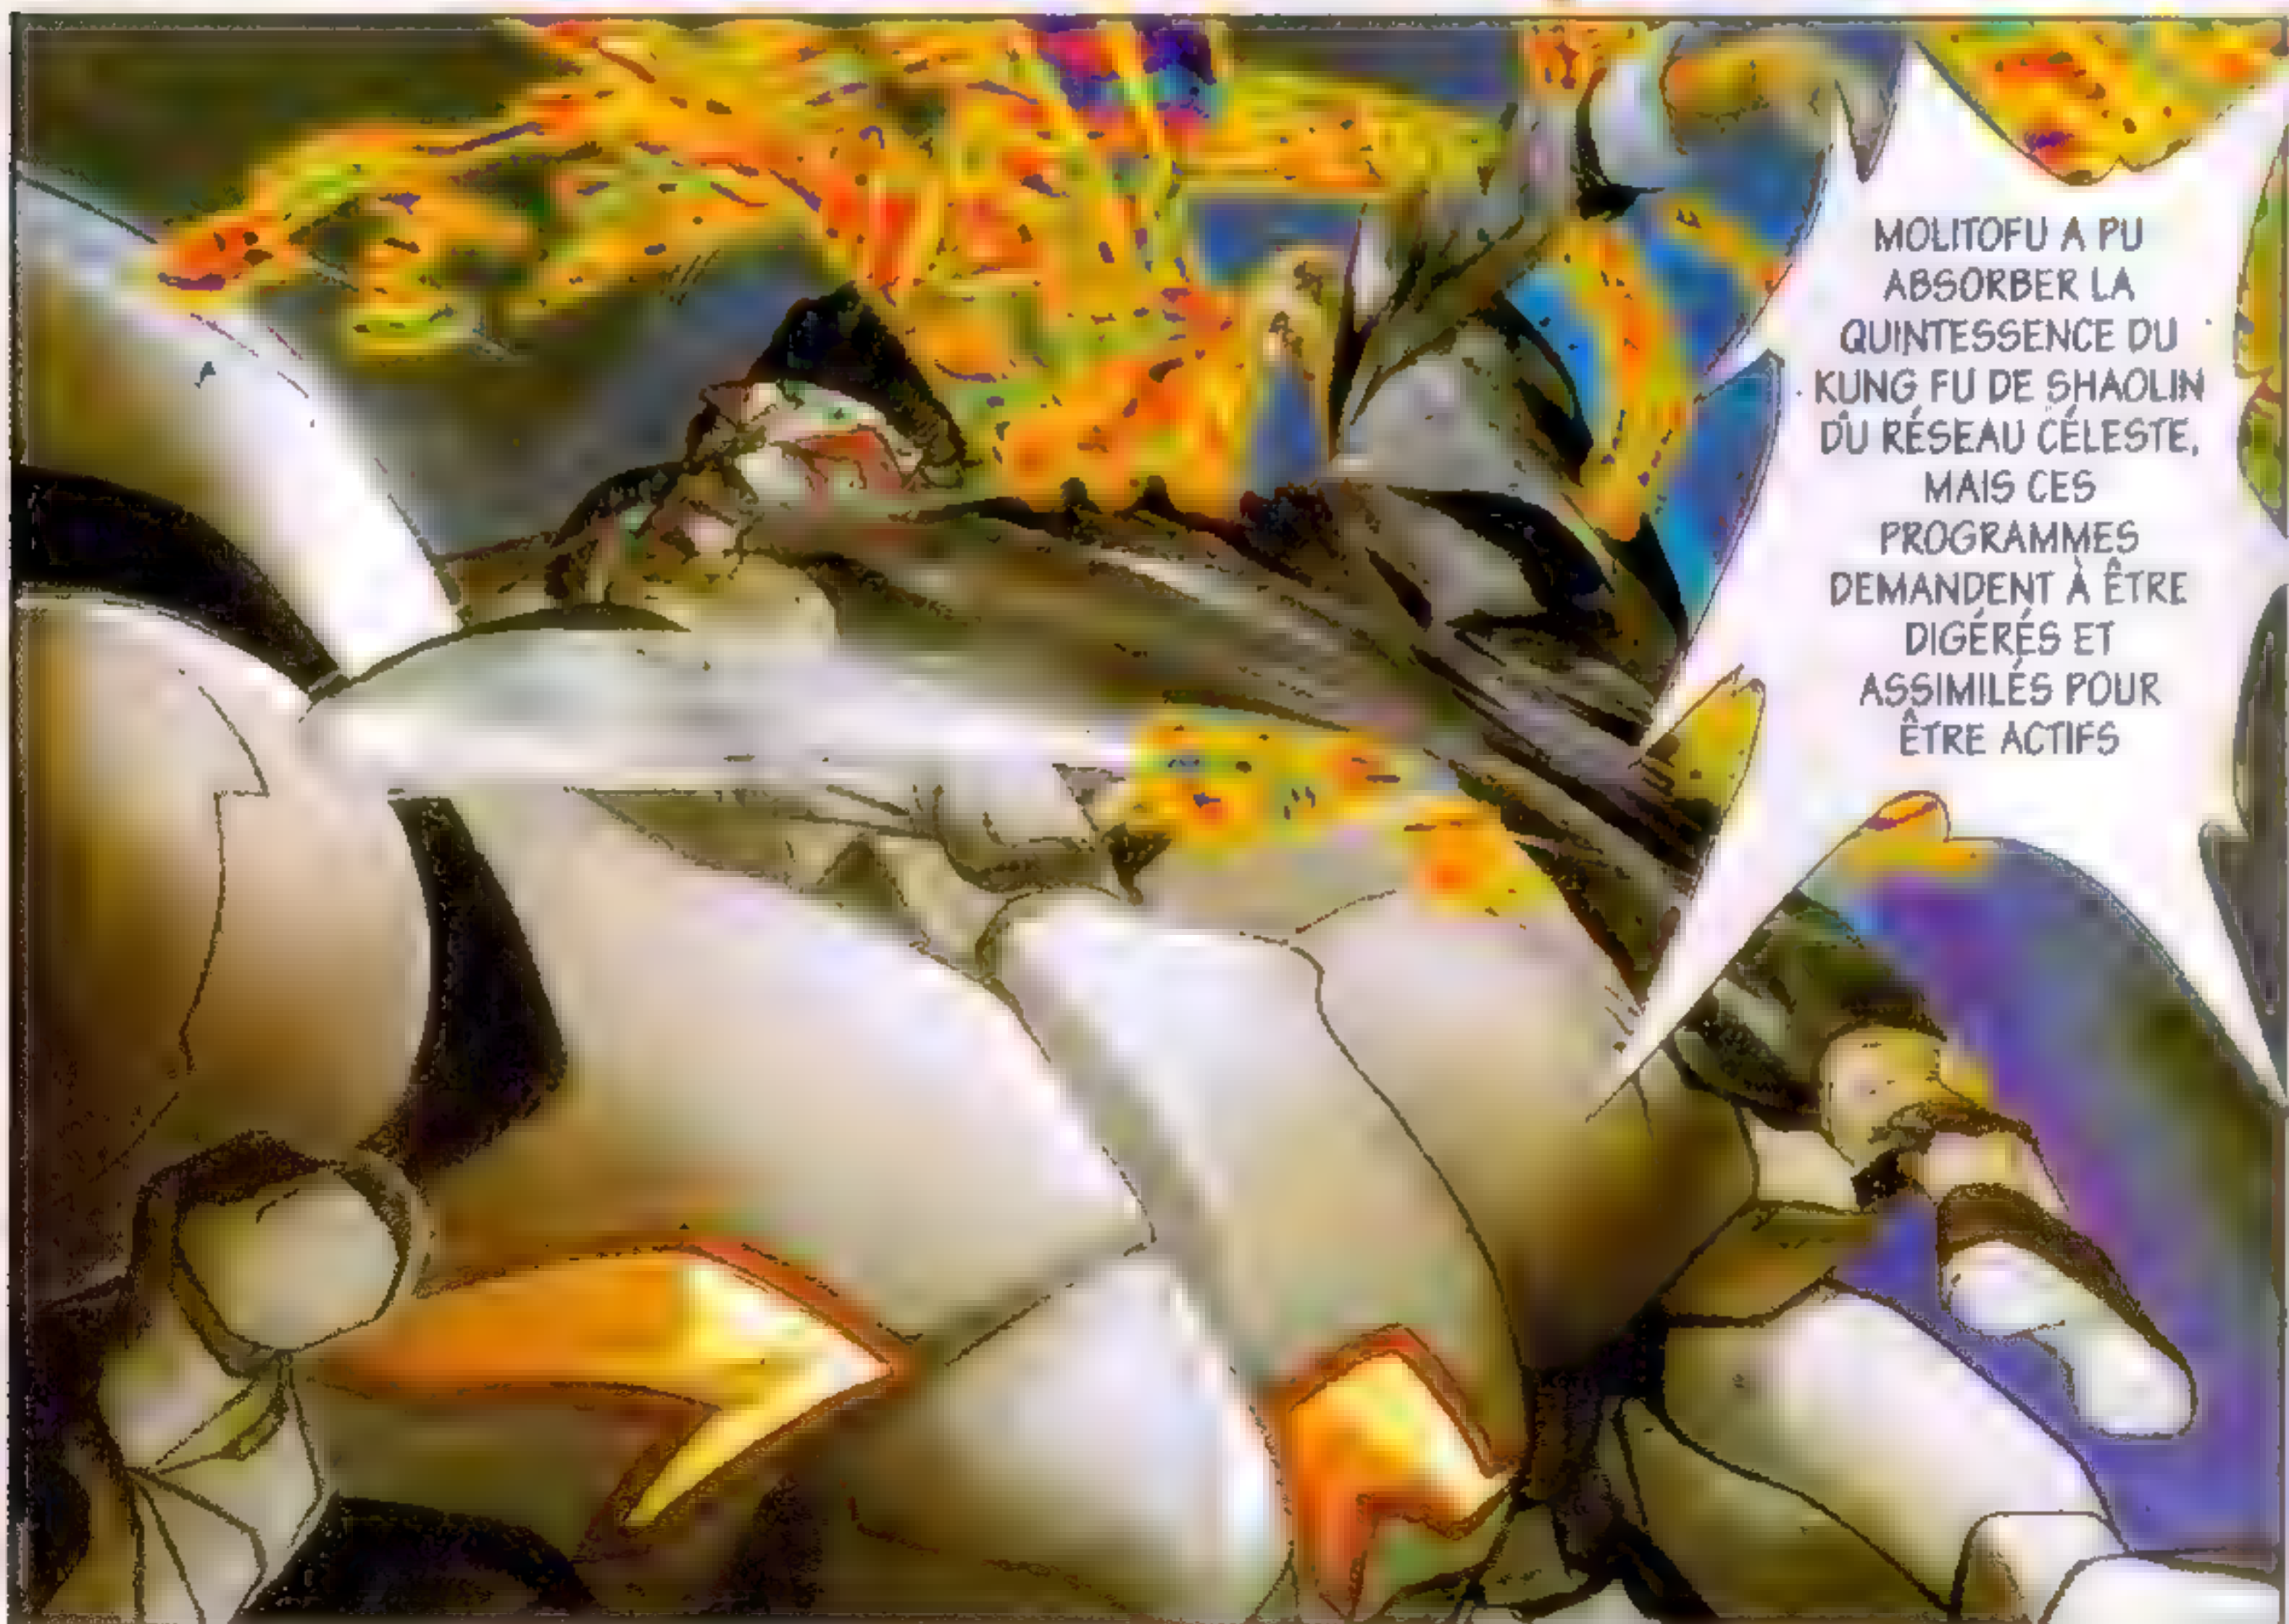 MOLITOFU A PU
ABSORBER LA
QUINTESSENCE DU
KUNG FU DE SHAOLIN
DU RÉSEAU CÉLESTE,
MAIS CES
PROGRAMMES
DEMANDENT À ÊTRE
DIGÉRÉS ET
ASSIMILÉS POUR
ÊTRE ACTIFS